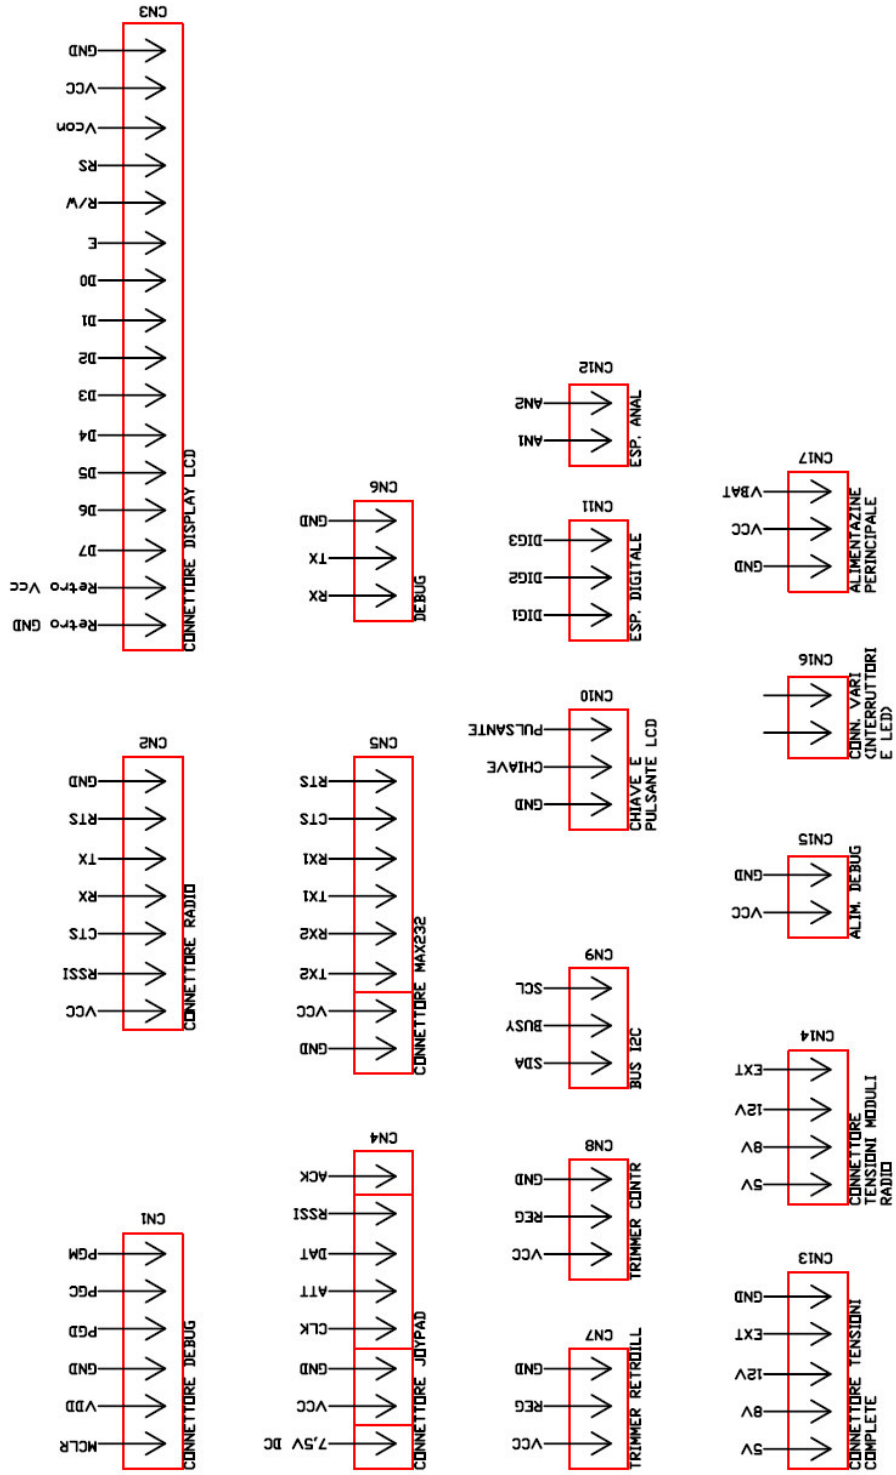 CN3
GND
VCC
Vcon
RS
R/W
E
D0
D1
D2
D3
D4
D5
D6
D7
Retro Vcc
Retro GND
CONNETTORE DISPLAY LCD
CN2
GND
RTS
TX
RX
CTS
RSSI
VCC
CONNETTORE RADIO
CN1
PGM
PGC
PGD
GND
VDD
MCLR
CONNETTORE DEBUG
CN6
GND
TX
RX
DEBUG
CN5
RTS
CTS
RX1
TX1
RX2
TX2
VCC
GND
CONNETTORE MAX232
CN4
ACK
RSSI
DAT
ATT
CLK
GND
VCC
7,5V DC
CONNETTORE JOYPAD
CN12
AN2
AN1
ESP. ANAL
CN11
DIG3
DIG2
DIG1
ESP. DIGITALE
CN10
PULSANTE
CHIAVE
GND
CHIAVE E
PULSANTE LCD
CN9
SCL
BUSY
SDA
BUS I2C
CN8
GND
REG
VCC
TRIMMER CONTR
CN7
GND
REG
VCC
TRIMMER RETROILL
CN17
VBAT
VCC
GND
ALIMENTAZINE
PERINCIPALE
CN16
CONN. VARI
(INTERRUTTORI
E LED)
CN15
GND
VCC
ALIM. DEBUG
CN14
EXT
12V
8V
5V
CONNETTORE
TENSIONI MODULI
RADIO
CN13
GND
EXT
12V
8V
5V
CONNETTORE TENSIONI
COMPLETE